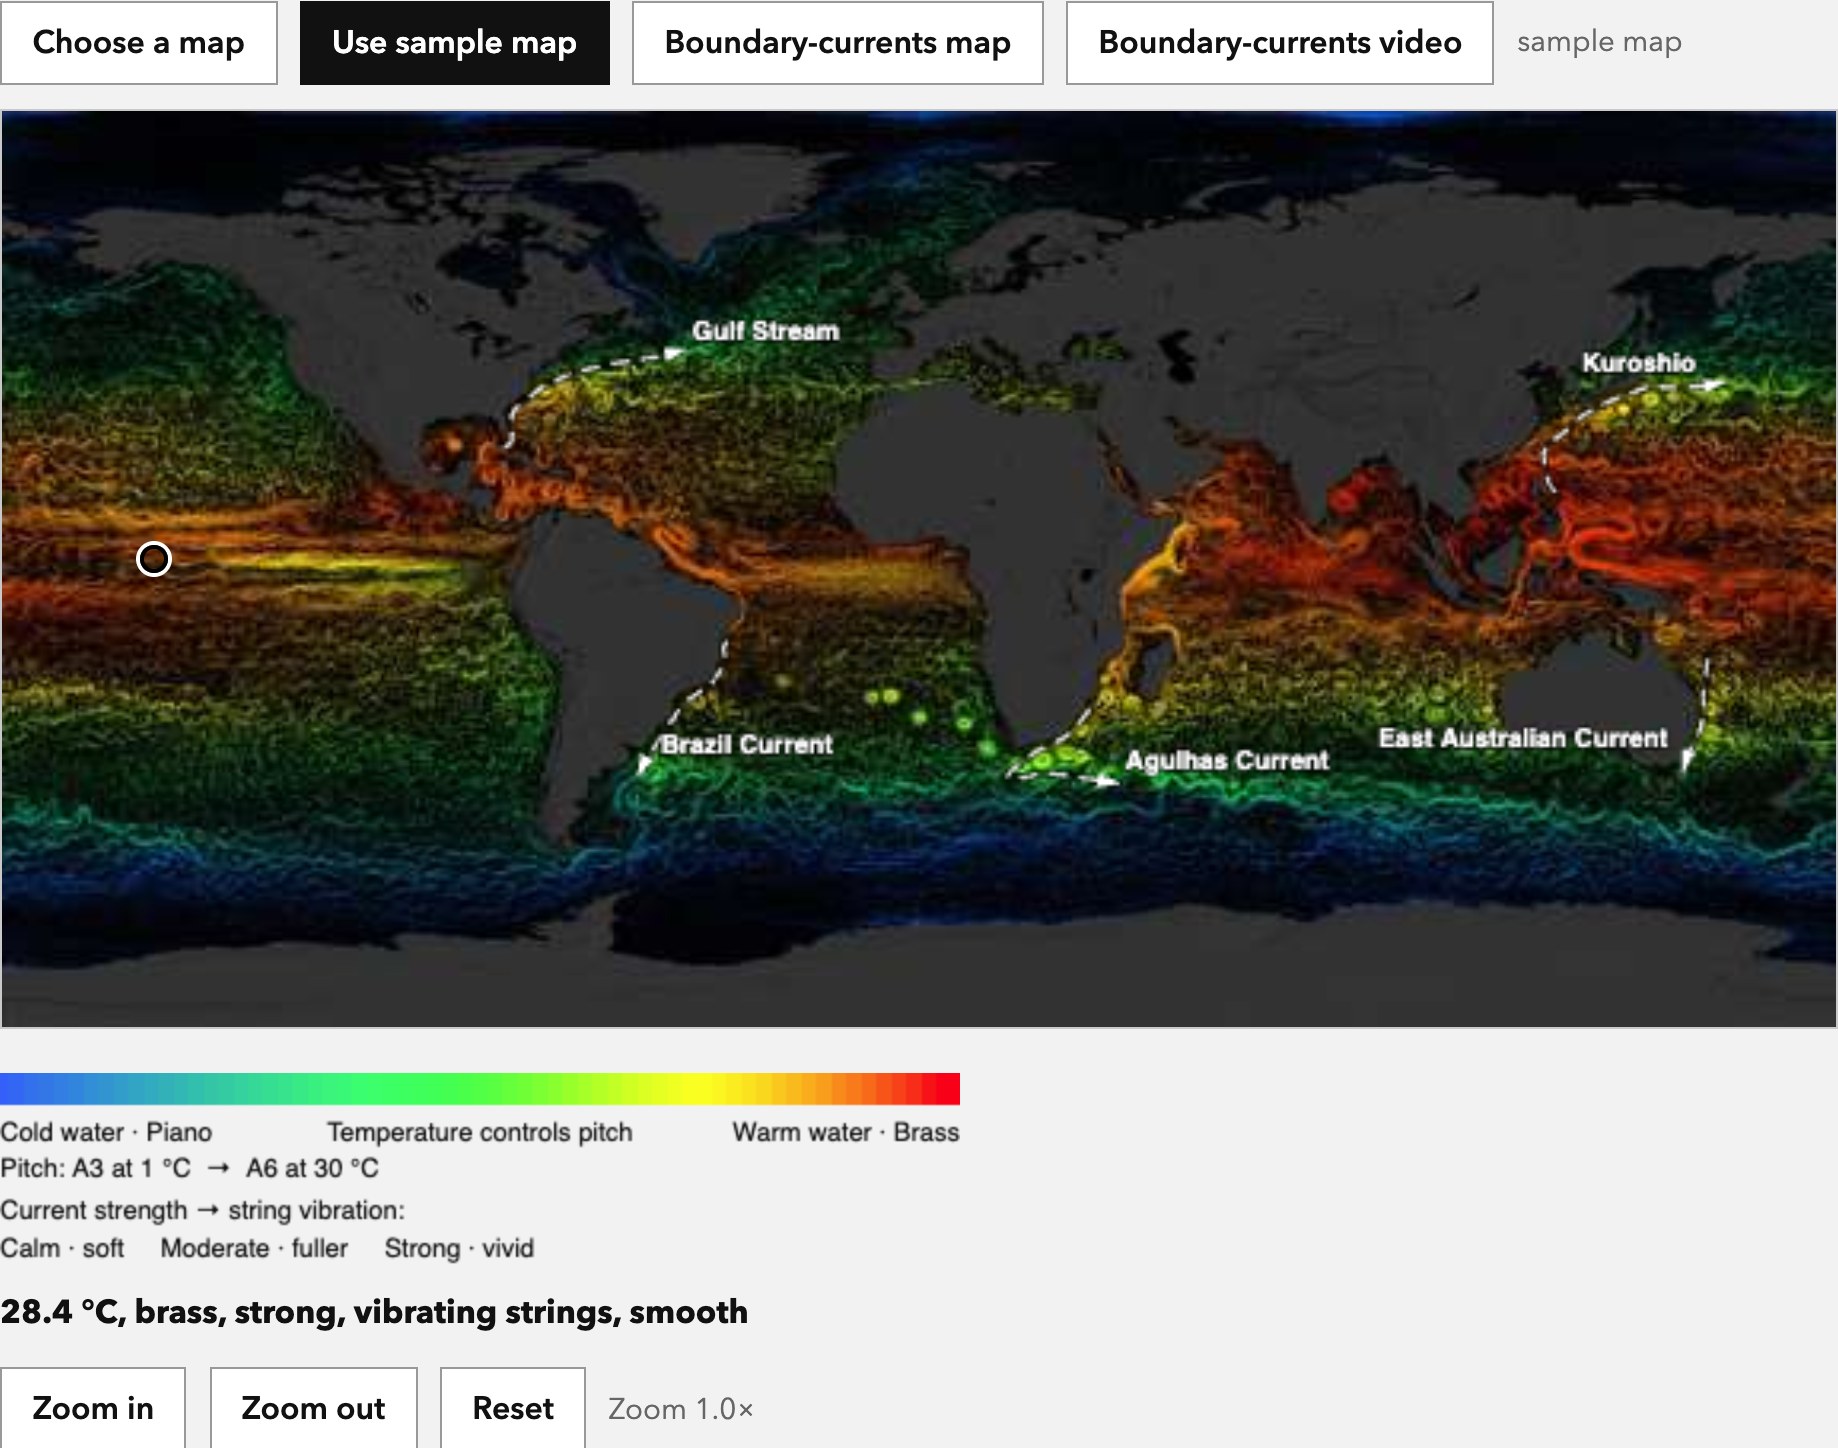 Choose a map
Use sample map
Boundary-currents map
Boundary-currents video
sample map
Gulf Stream
Kuroshio
Brazil Current
Agulhas Current
East Australian Current
Cold water · Piano
Temperature controls pitch
Warm water · Brass
Pitch: A3 at 1 °C → A6 at 30 °C
Current strength → string vibration:
Calm · soft Moderate · fuller Strong · vivid
28.4 °C, brass, strong, vibrating strings, smooth
Zoom in
Zoom out
Reset
Zoom 1.0×